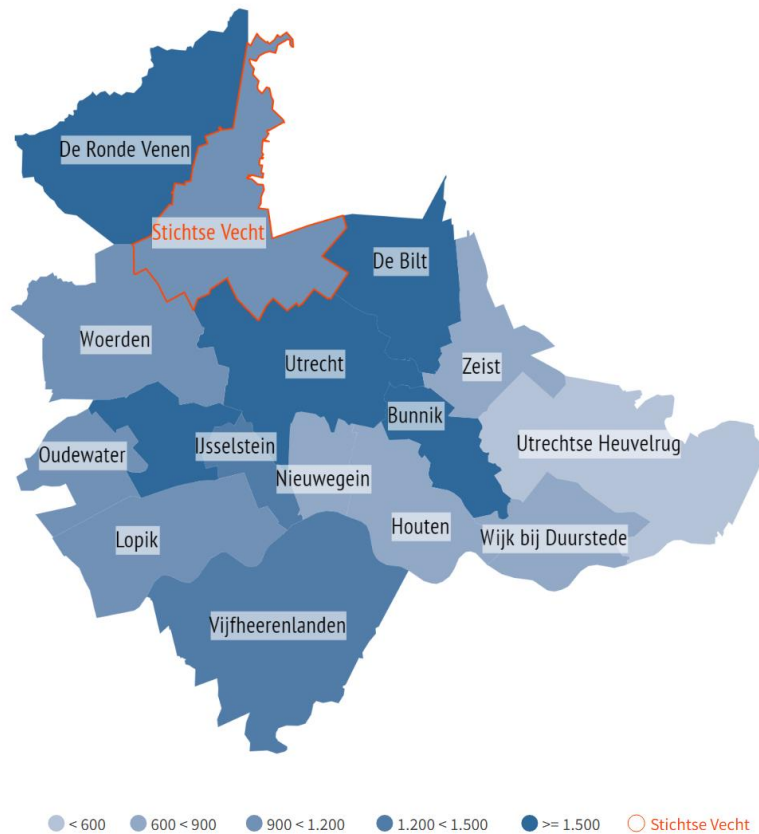 De Ronde Venen
Stichtse Vecht
De Bilt
Woerden
Utrecht
Zeist
Bunnik
Oudewater
IJsselstein
Utrechtse Heuvelrug
Nieuwegein
Houten
Wijk bij Duurstede
Lopik
Vijfheerenlanden
< 600 600 < 900 900 < 1.200 1.200 < 1.500 >= 1.500 Stichtse Vecht